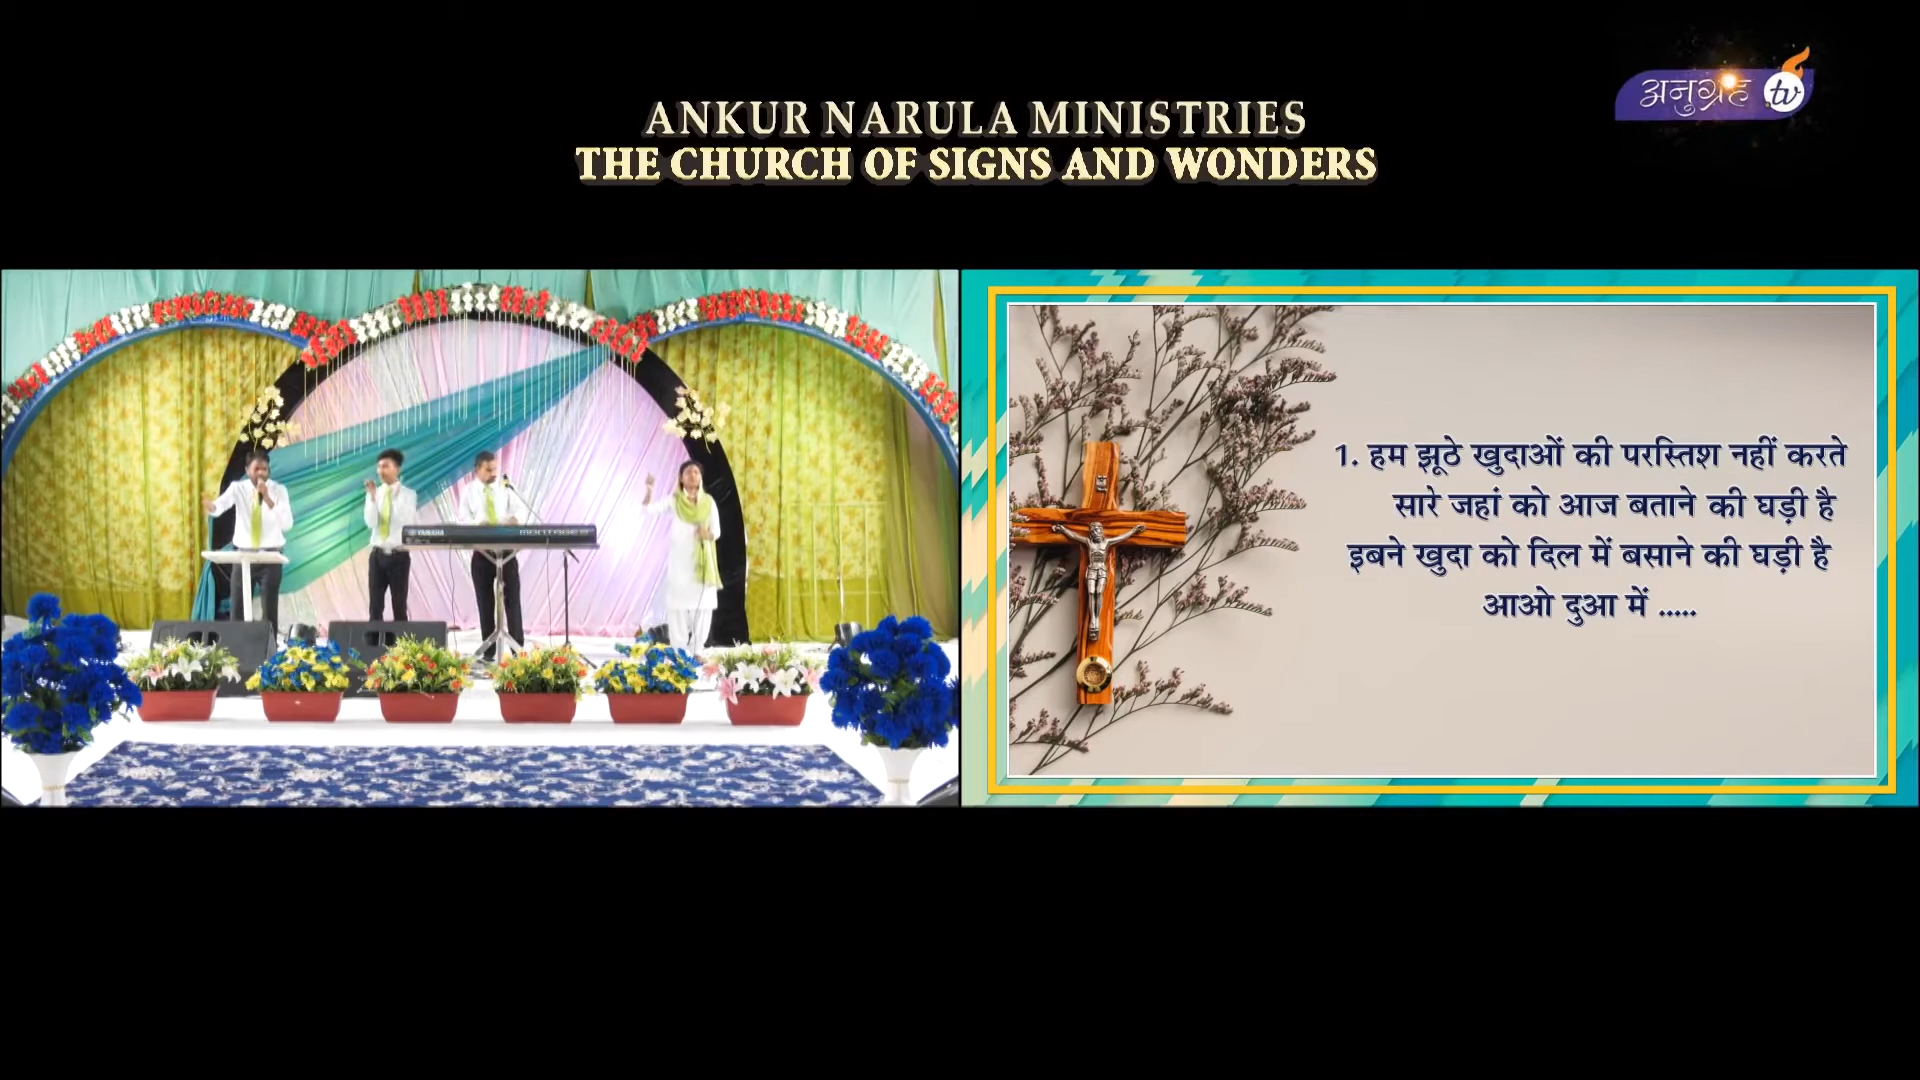 ANKUR NARULA MINISTRIES
THE CHURCH OF SIGNS AND WONDERS
अनुग्रह tv
YAMAHA
1. हम झूठे खुदाओं की परस्तिश नहीं करते
सारे जहां को आज बताने की घड़ी है
इबने खुदा को दिल में बसाने की घड़ी है
आओ दुआ में .....